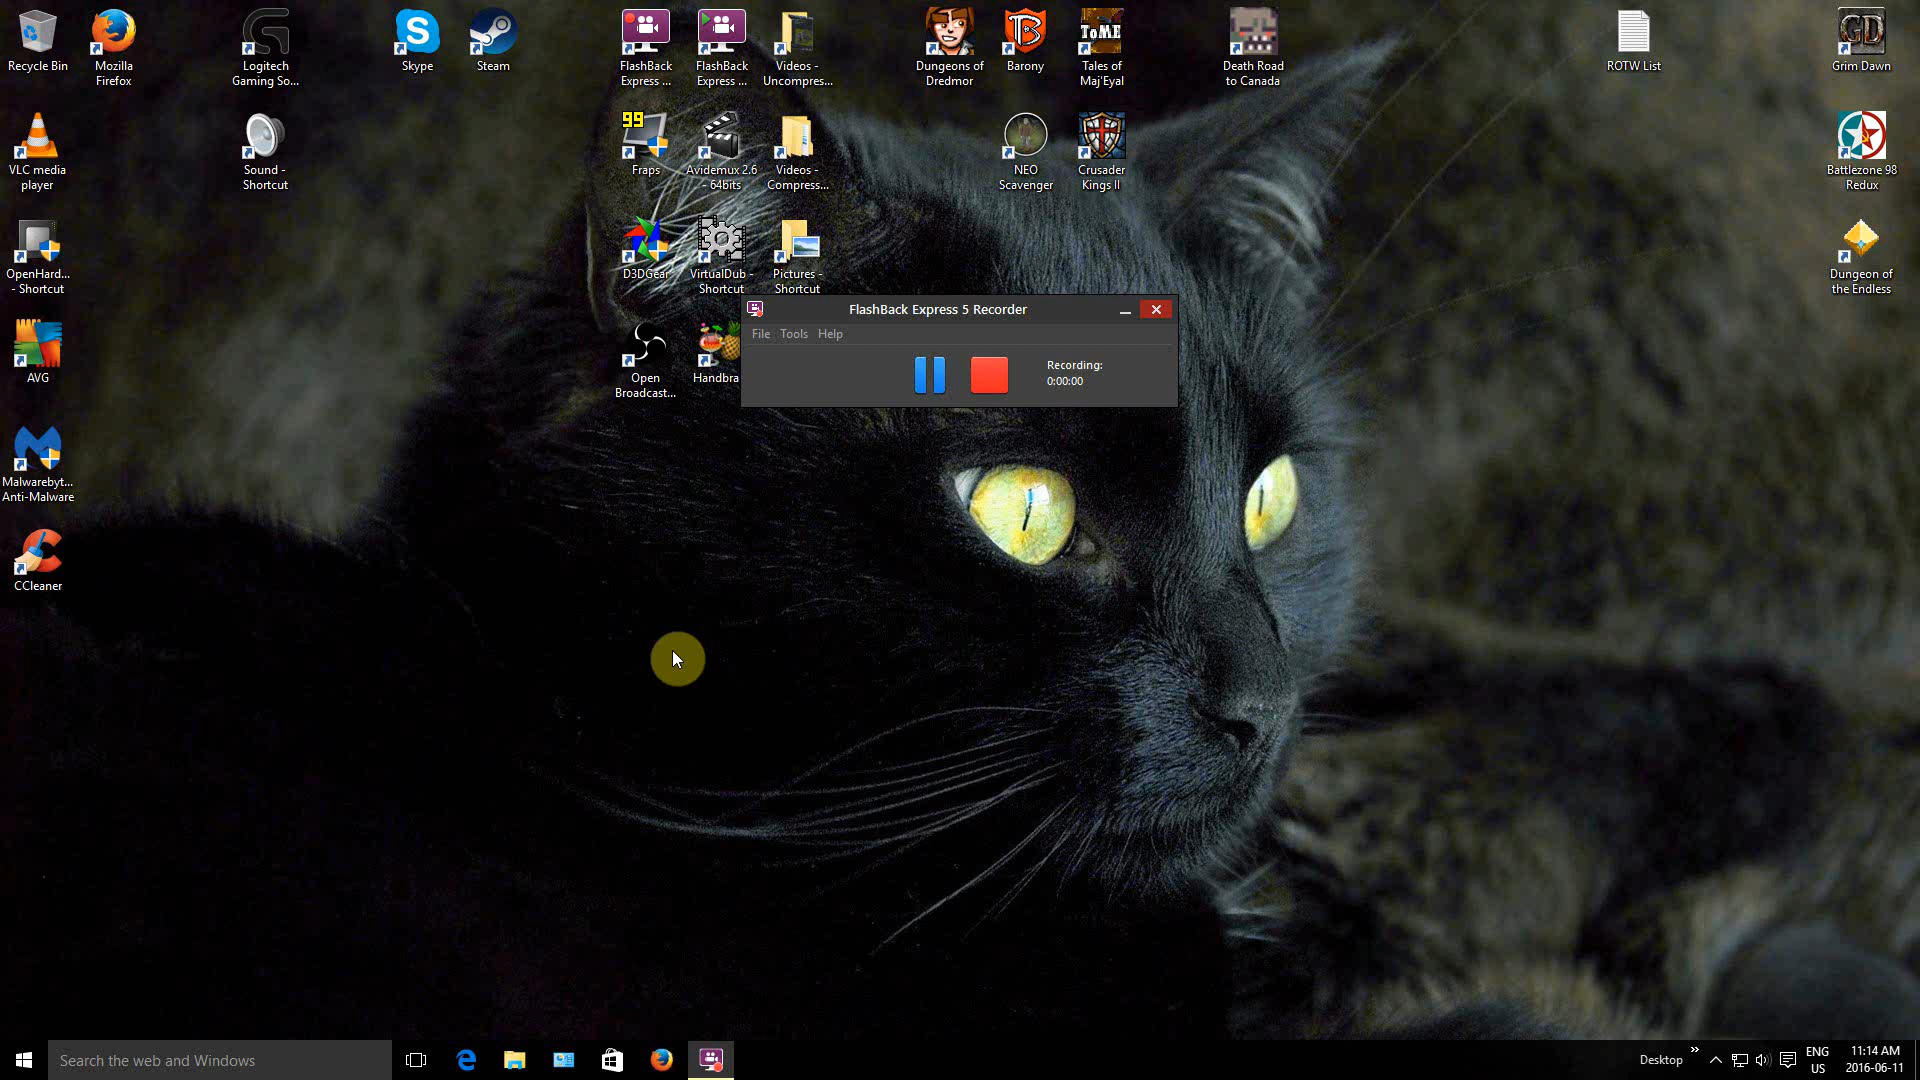 Recycle Bin
Mozilla
Firefox
Logitech
Gaming So...
Skype
Steam
FlashBack
Express ...
FlashBack
Express ...
Videos -
Uncompres...
Dungeons of
Dredmor
Barony
ToME
Tales of
Maj'Eyal
Death Road
to Canada
ROTW List
GD
Grim Dawn
VLC media
player
Sound -
Shortcut
99
Fraps
Avidemux 2.6
- 64bits
Videos -
Compress...
NEO
Scavenger
Crusader
Kings II
Battlezone 98
Redux
OpenHard...
- Shortcut
D3DGear
VirtualDub -
Shortcut
Pictures -
Shortcut
Dungeon of
the Endless
AVG
Open
Broadcast...
Handbra
FlashBack Express 5 Recorder
File Tools Help
Recording:
0:00:00
Malwarebyt...
Anti-Malware
CCleaner
Search the web and Windows
Desktop
ENG
US
11:14 AM
2016-06-11